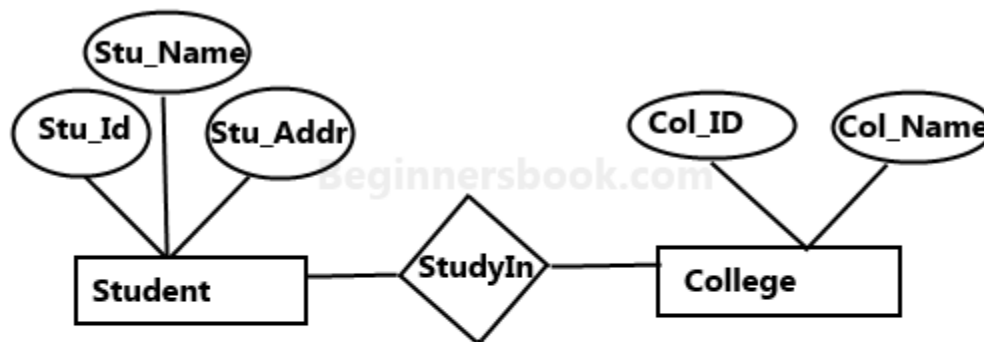 Stu_Name
Stu_Id
Stu_Addr
Col_ID
Col_Name
Beginnersbook.com
Student
StudyIn
College